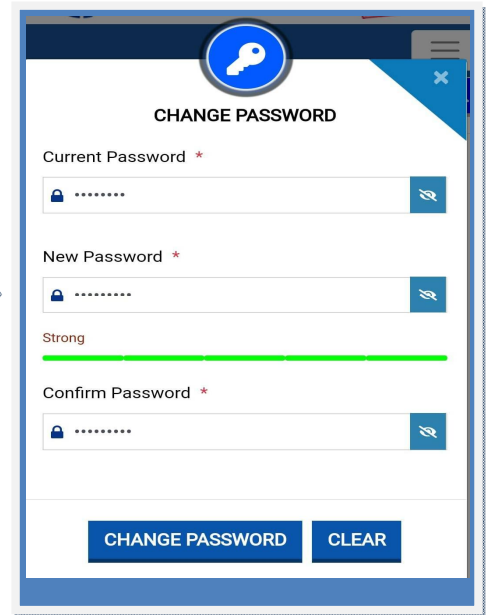 CHANGE PASSWORD
Current Password *
••••••••
New Password *
•••••••••
Strong
Confirm Password *
•••••••••
CHANGE PASSWORD CLEAR